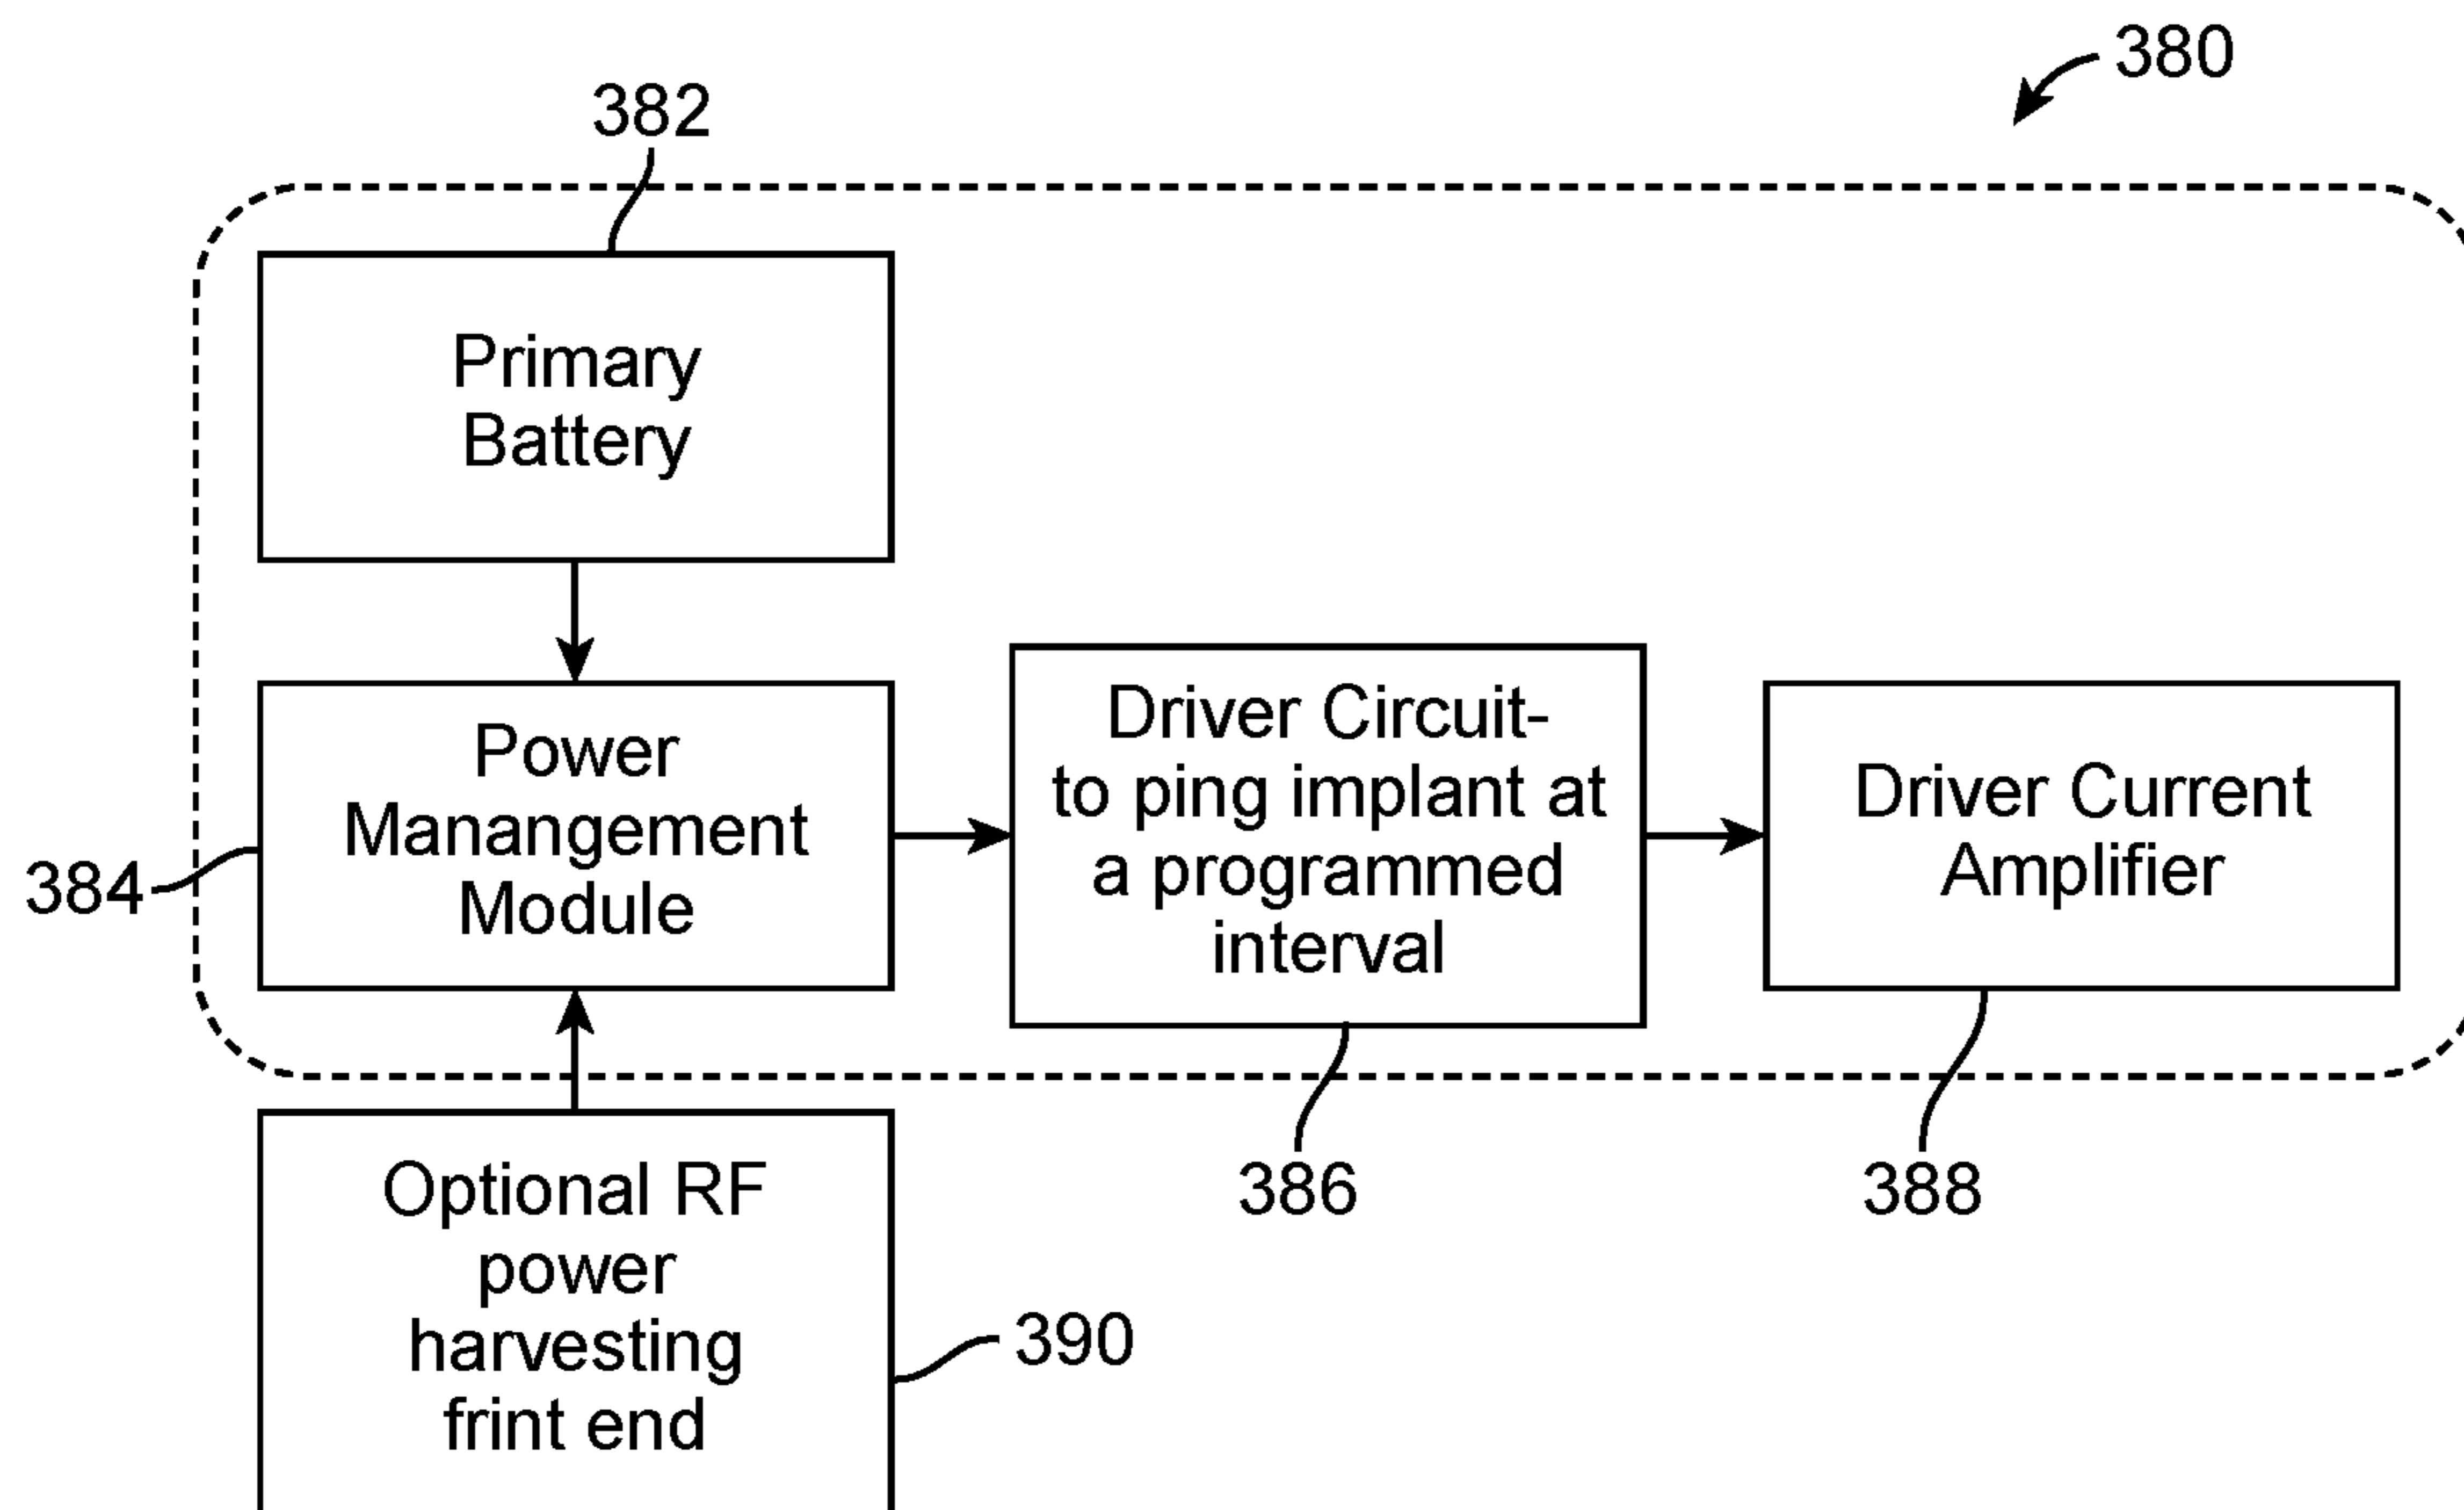 380
382
Primary
Battery
Power
Manangement
Module
384
Driver Circuit-
to ping implant at
a programmed
interval
386
Driver Current
Amplifier
388
Optional RF
power
harvesting
frint end
390